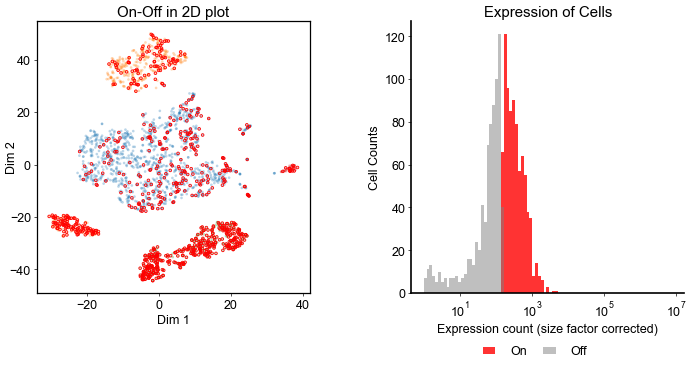 On-Off in 2D plot
Dim 2
40
20
0
−20
−40
−20
0
20
40
Dim 1
Expression of Cells
Cell Counts
120
100
80
60
40
20
0
10^1
10^3
10^5
10^7
Expression count (size factor corrected)
On
Off